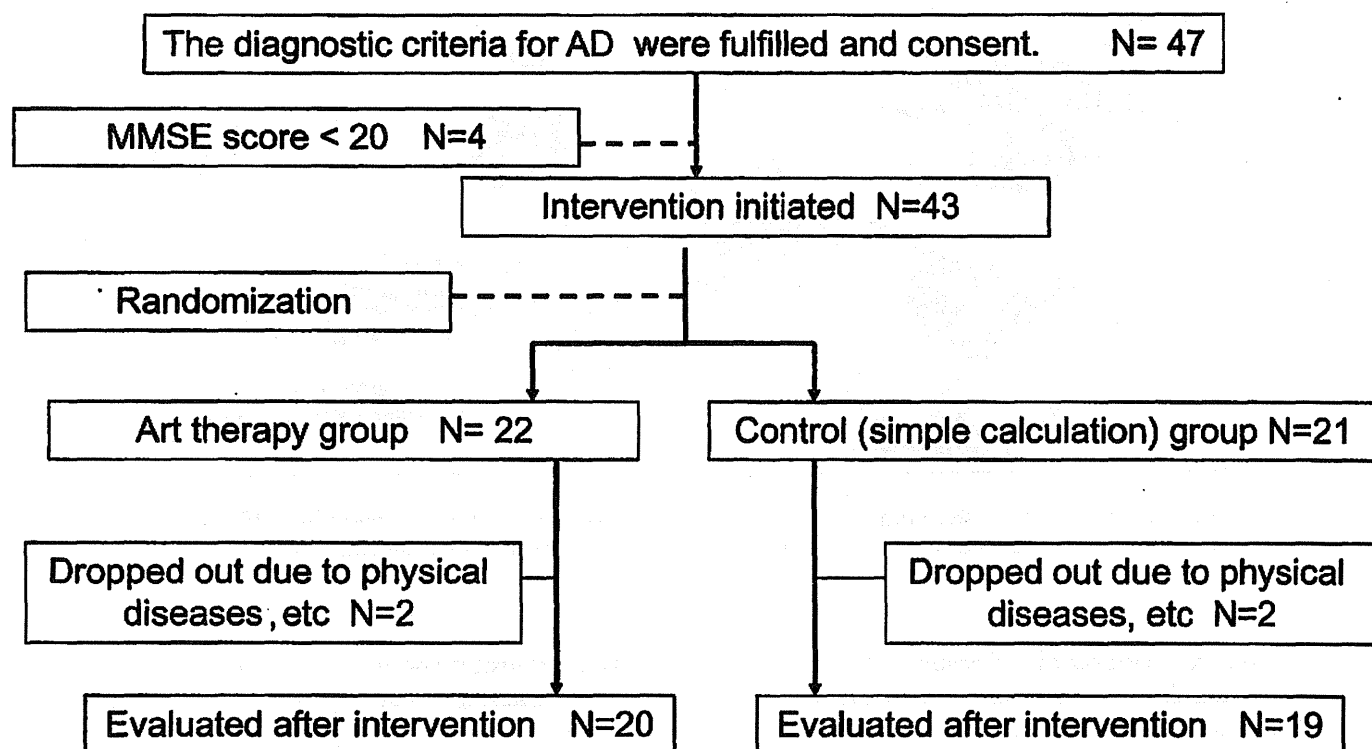 The diagnostic criteria for AD were fulfilled and consent. N= 47
MMSE score < 20 N=4
Intervention initiated N=43
Randomization
Art therapy group N= 22
Control (simple calculation) group N=21
Dropped out due to physical
diseases, etc N=2
Dropped out due to physical
diseases, etc N=2
Evaluated after intervention N=20
Evaluated after intervention N=19